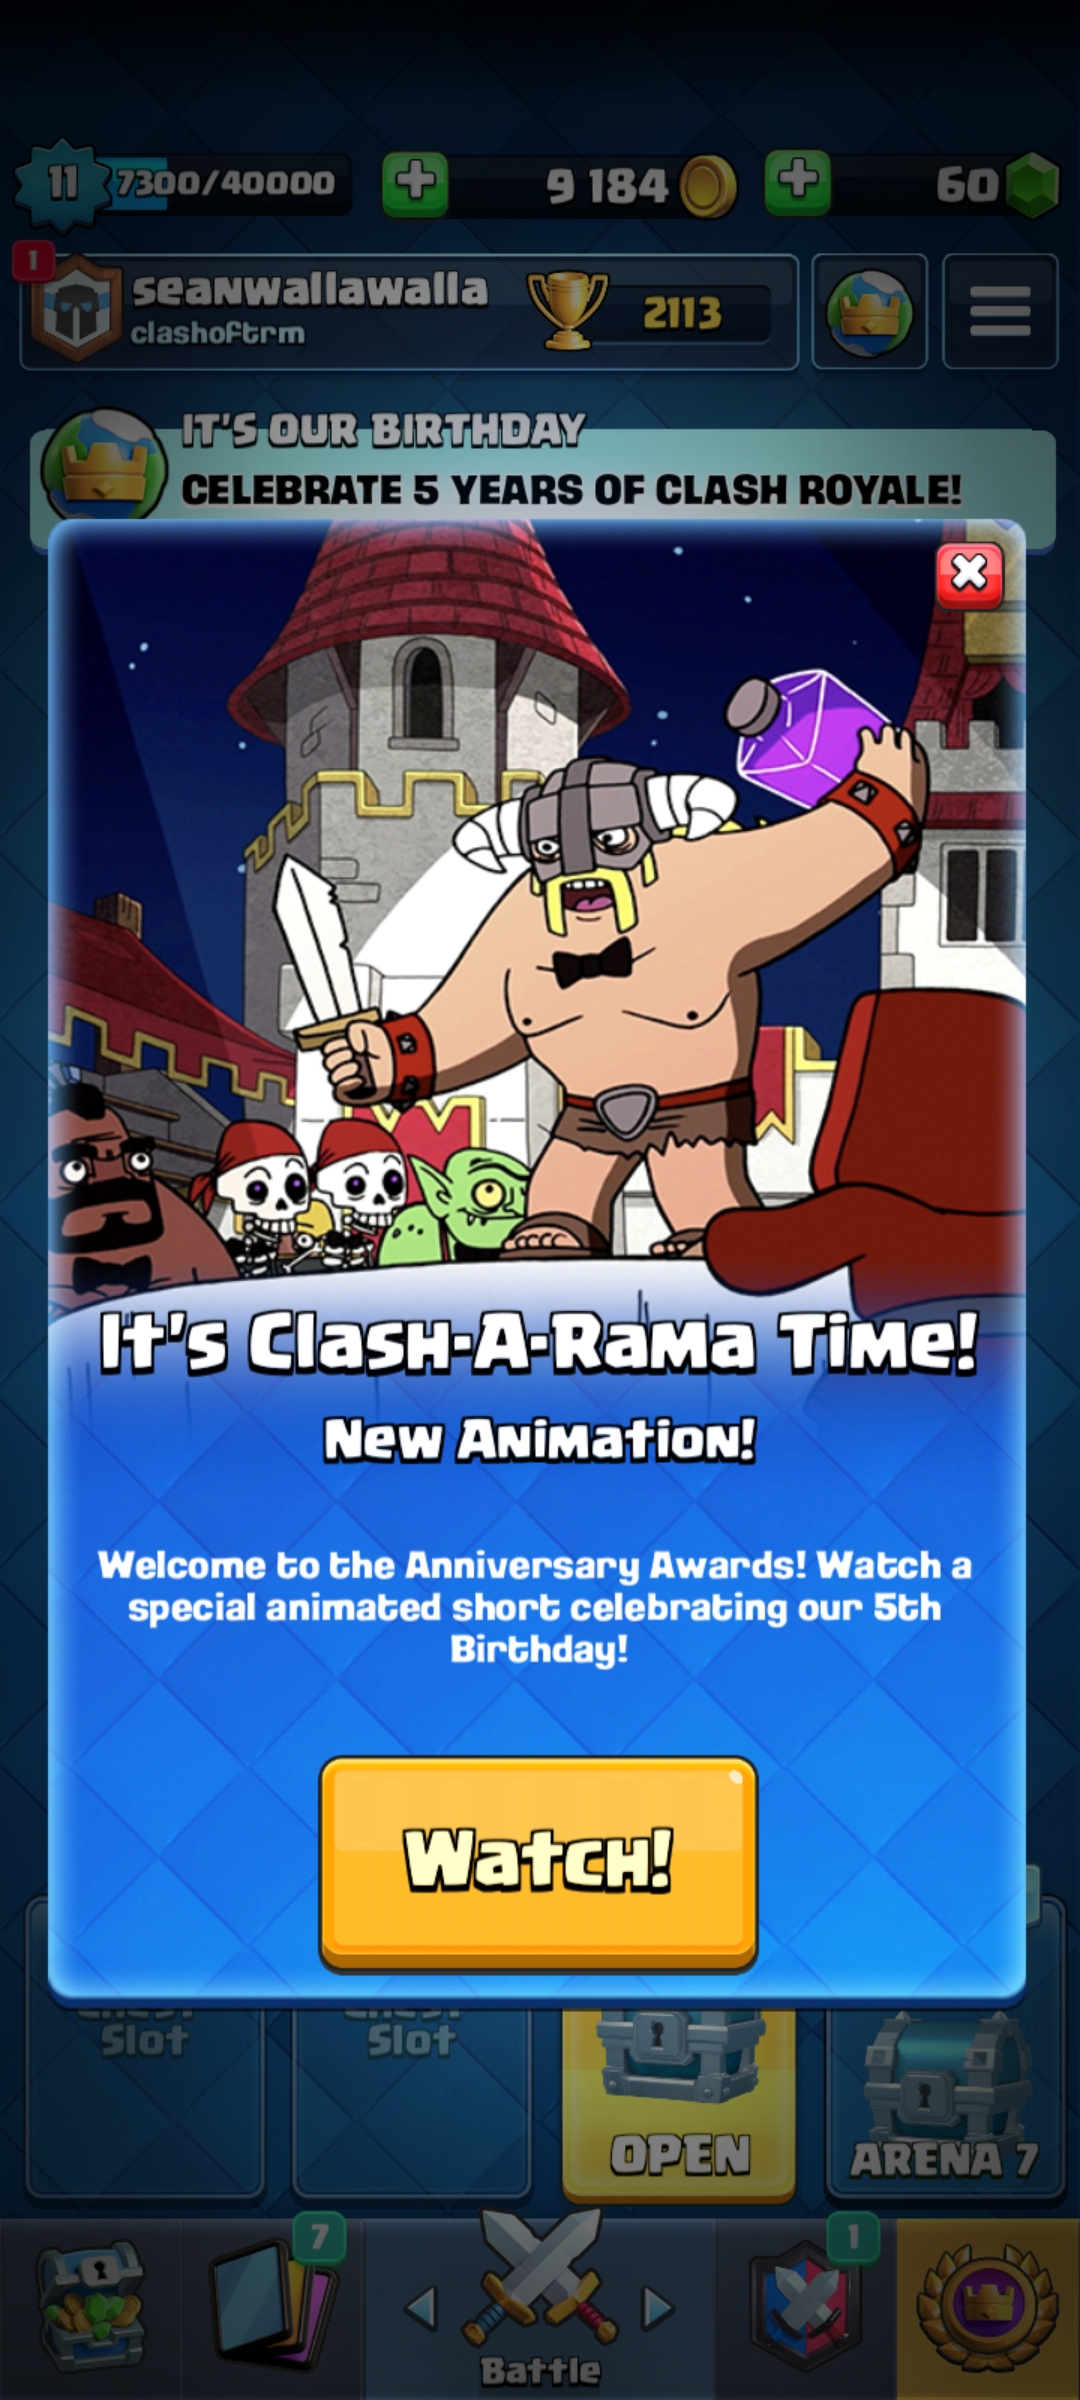 11 7300/40000 9 184 60
1
seanwallawalla 2113
clashoftrm
IT'S OUR BIRTHDAY
CELEBRATE 5 YEARS OF CLASH ROYALE!
It's Clash-A-Rama Time!
New Animation!
Welcome to the Anniversary Awards! Watch a
special animated short celebrating our 5th
Birthday!
Watch!
Slot Slot
OPEN ARENA 7
7 1
Battle